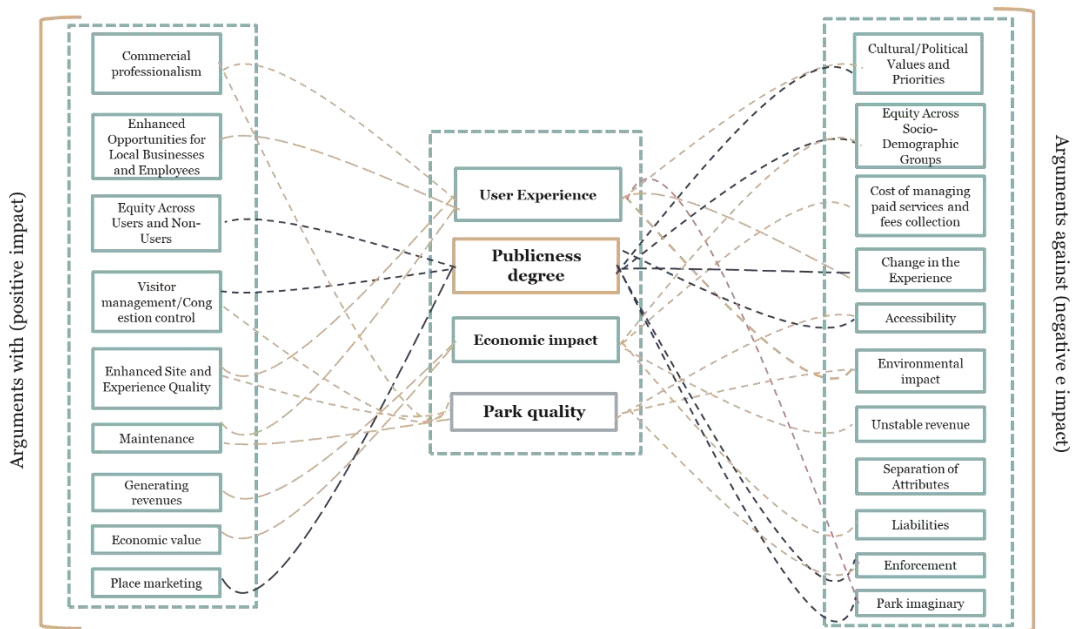 Arguments with (positive impact)
Commercial
professionalism
Enhanced
Opportunities for
Local Businesses
and Employees
Equity Across
Users and Non-
Users
Visitor
management/Cong
estion control
Enhanced Site and
Experience Quality
Maintenance
Generating
revenues
Economic value
Place marketing
User Experience
Publicness
degree
Economic impact
Park quality
Cultural/Political
Values and
Priorities
Equity Across
Socio-
Demographic
Groups
Cost of managing
paid services and
fees collection
Change in the
Experience
Accessibility
Environmental
impact
Unstable revenue
Separation of
Attributes
Liabilities
Enforcement
Park imaginary
Arguments against (negative e impact)